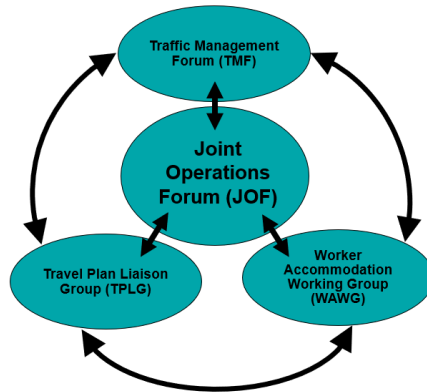 Traffic Management
Forum (TMF)
Joint
Operations
Forum (JOF)
Travel Plan Liaison
Group (TPLG)
Worker
Accommodation
Working Group
(WAWG)